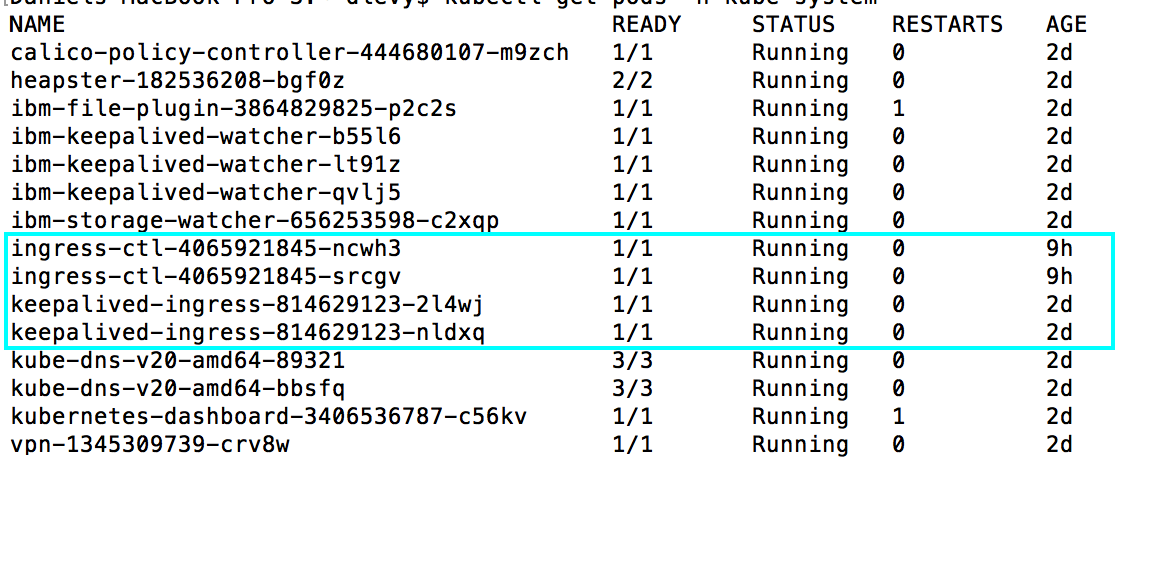 Daniels-MacBook-Pro-3:~ dlevy$ kubectl get pods -n kube-system
NAME READY STATUS RESTARTS AGE
calico-policy-controller-444680107-m9zch 1/1 Running 0 2d
heapster-182536208-bgf0z 2/2 Running 0 2d
ibm-file-plugin-3864829825-p2c2s 1/1 Running 1 2d
ibm-keepalived-watcher-b55l6 1/1 Running 0 2d
ibm-keepalived-watcher-lt91z 1/1 Running 0 2d
ibm-keepalived-watcher-qvlj5 1/1 Running 0 2d
ibm-storage-watcher-656253598-c2xqp 1/1 Running 0 2d
ingress-ctl-4065921845-ncwh3 1/1 Running 0 9h
ingress-ctl-4065921845-srcgv 1/1 Running 0 9h
keepalived-ingress-814629123-2l4wj 1/1 Running 0 2d
keepalived-ingress-814629123-nldxq 1/1 Running 0 2d
kube-dns-v20-amd64-89321 3/3 Running 0 2d
kube-dns-v20-amd64-bbsfq 3/3 Running 0 2d
kubernetes-dashboard-3406536787-c56kv 1/1 Running 1 2d
vpn-1345309739-crv8w 1/1 Running 0 2d